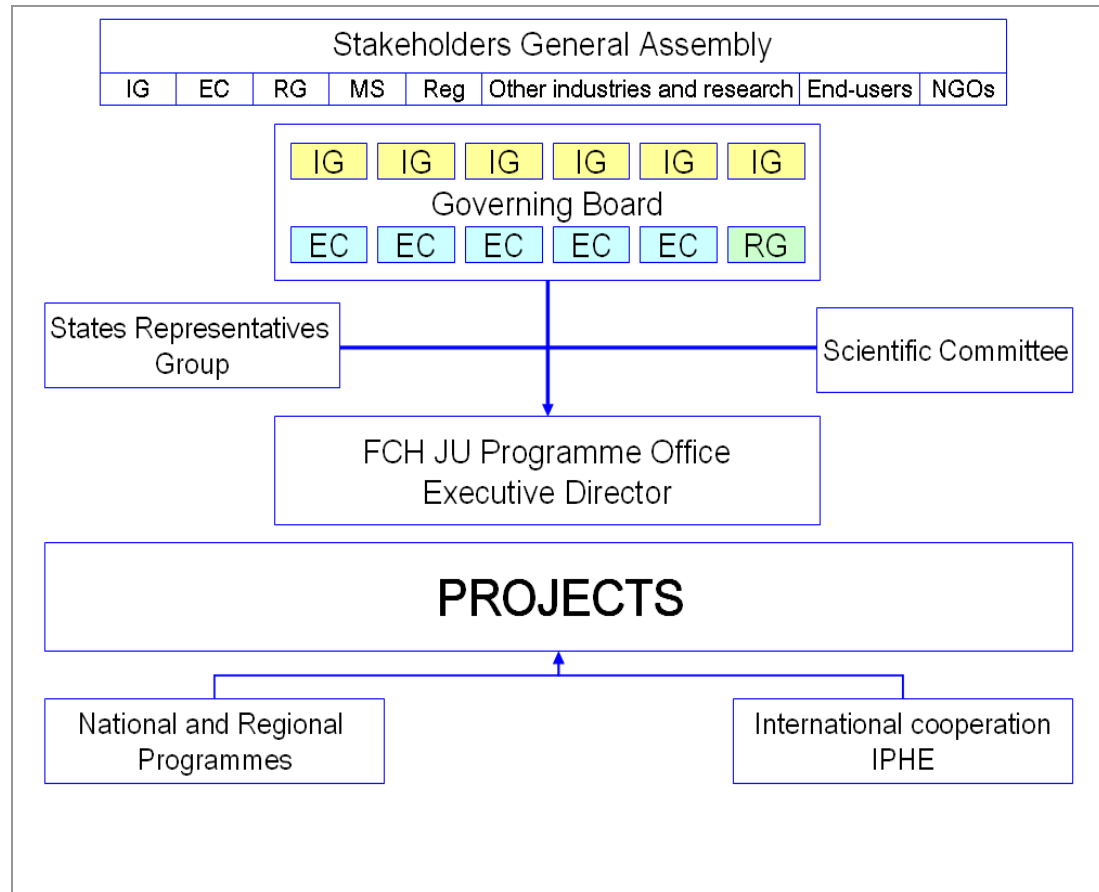 Stakeholders General Assembly
IG EC RG MS Reg Other industries and research End-users NGOs
IG IG IG IG IG IG
Governing Board
EC EC EC EC EC RG
States Representatives
Group
Scientific Committee
FCH JU Programme Office
Executive Director
PROJECTS
National and Regional
Programmes
International cooperation
IPHE